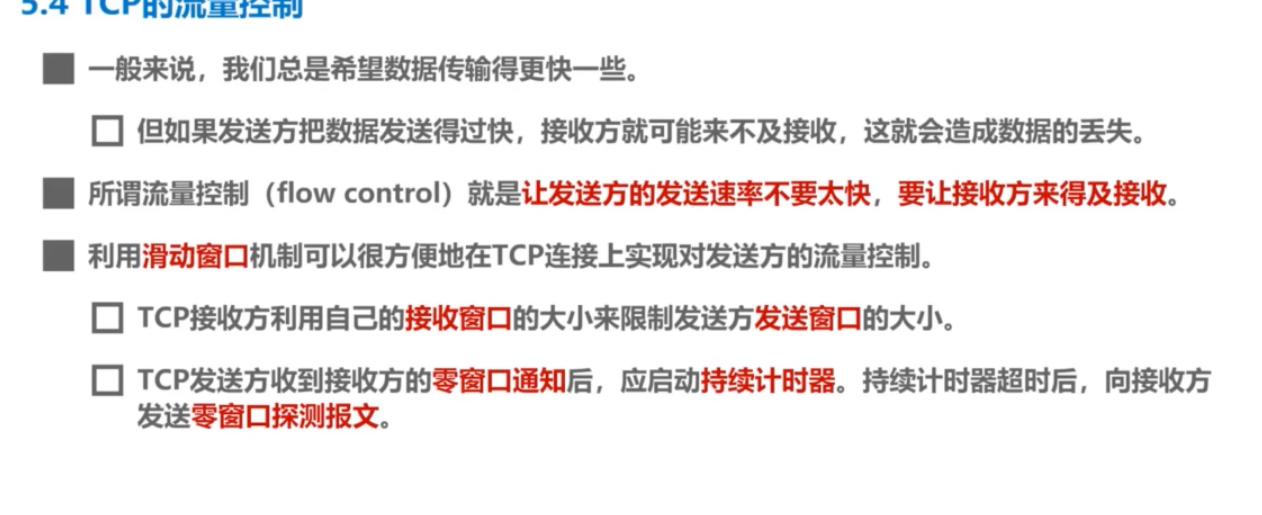 5.4 TCP的流量控制
一般来说，我们总是希望数据传输得更快一些。
但如果发送方把数据发送得过快，接收方就可能来不及接收，这就会造成数据的丢失。
所谓流量控制（flow control）就是让发送方的发送速率不要太快，要让接收方来得及接收。
利用滑动窗口机制可以很方便地在TCP连接上实现对发送方的流量控制。
TCP接收方利用自己的接收窗口的大小来限制发送方发送窗口的大小。
TCP发送方收到接收方的零窗口通知后，应启动持续计时器。持续计时器超时后，向接收方
发送零窗口探测报文。